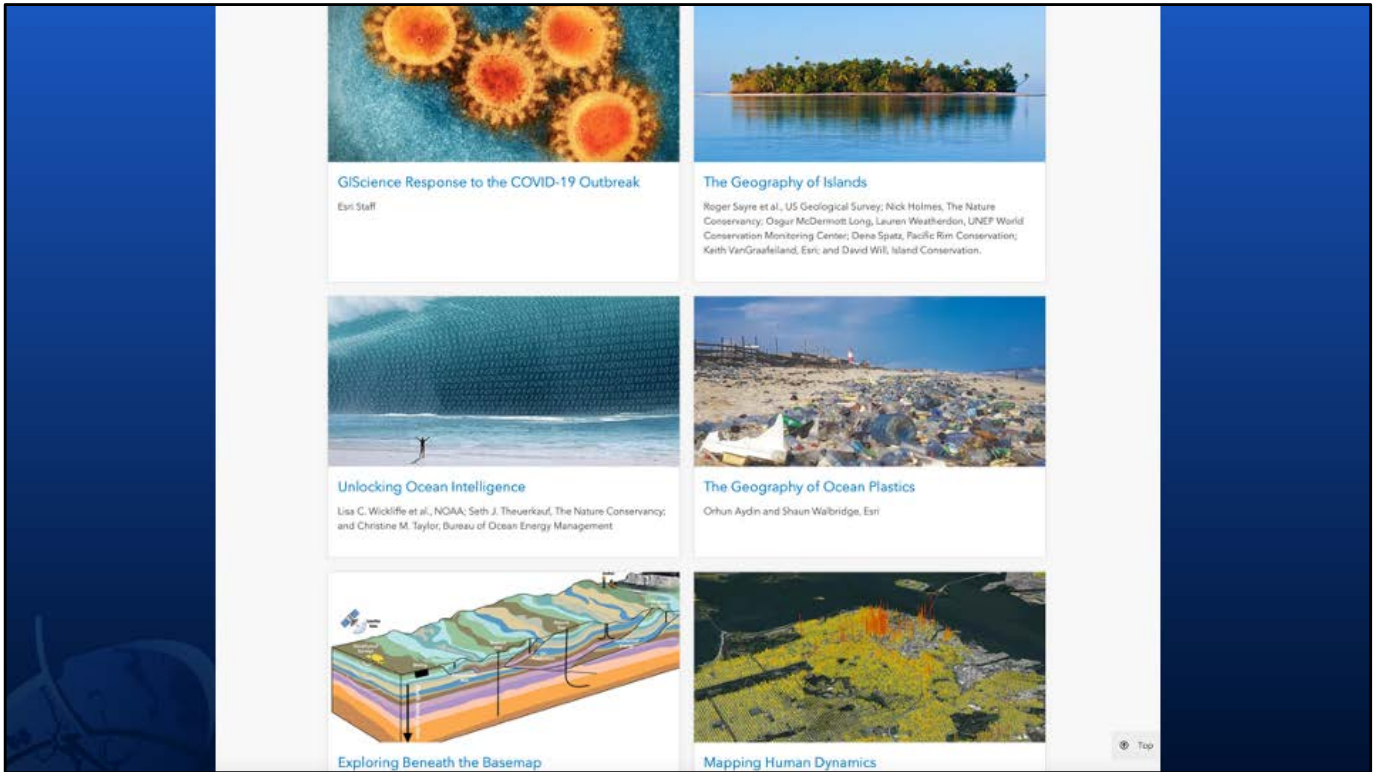 GIScience Response to the COVID-19 Outbreak
Esri Staff
The Geography of Islands
Roger Sayre et al., US Geological Survey; Nick Holmes, The Nature
Conservancy; Osgur McDermott Long, Lauren Weatherdon, UNEP World
Conservation Monitoring Center; Dena Spatz, Pacific Rim Conservation;
Keith VanGraafeiland, Esri; and David Will, Island Conservation.
Unlocking Ocean Intelligence
Lisa C. Wickliffe et al., NOAA; Seth J. Theuerkauf, The Nature Conservancy;
and Christine M. Taylor, Bureau of Ocean Energy Management
The Geography of Ocean Plastics
Orhun Aydin and Shaun Walbridge, Esri
Exploring Beneath the Basemap
Mapping Human Dynamics
Top